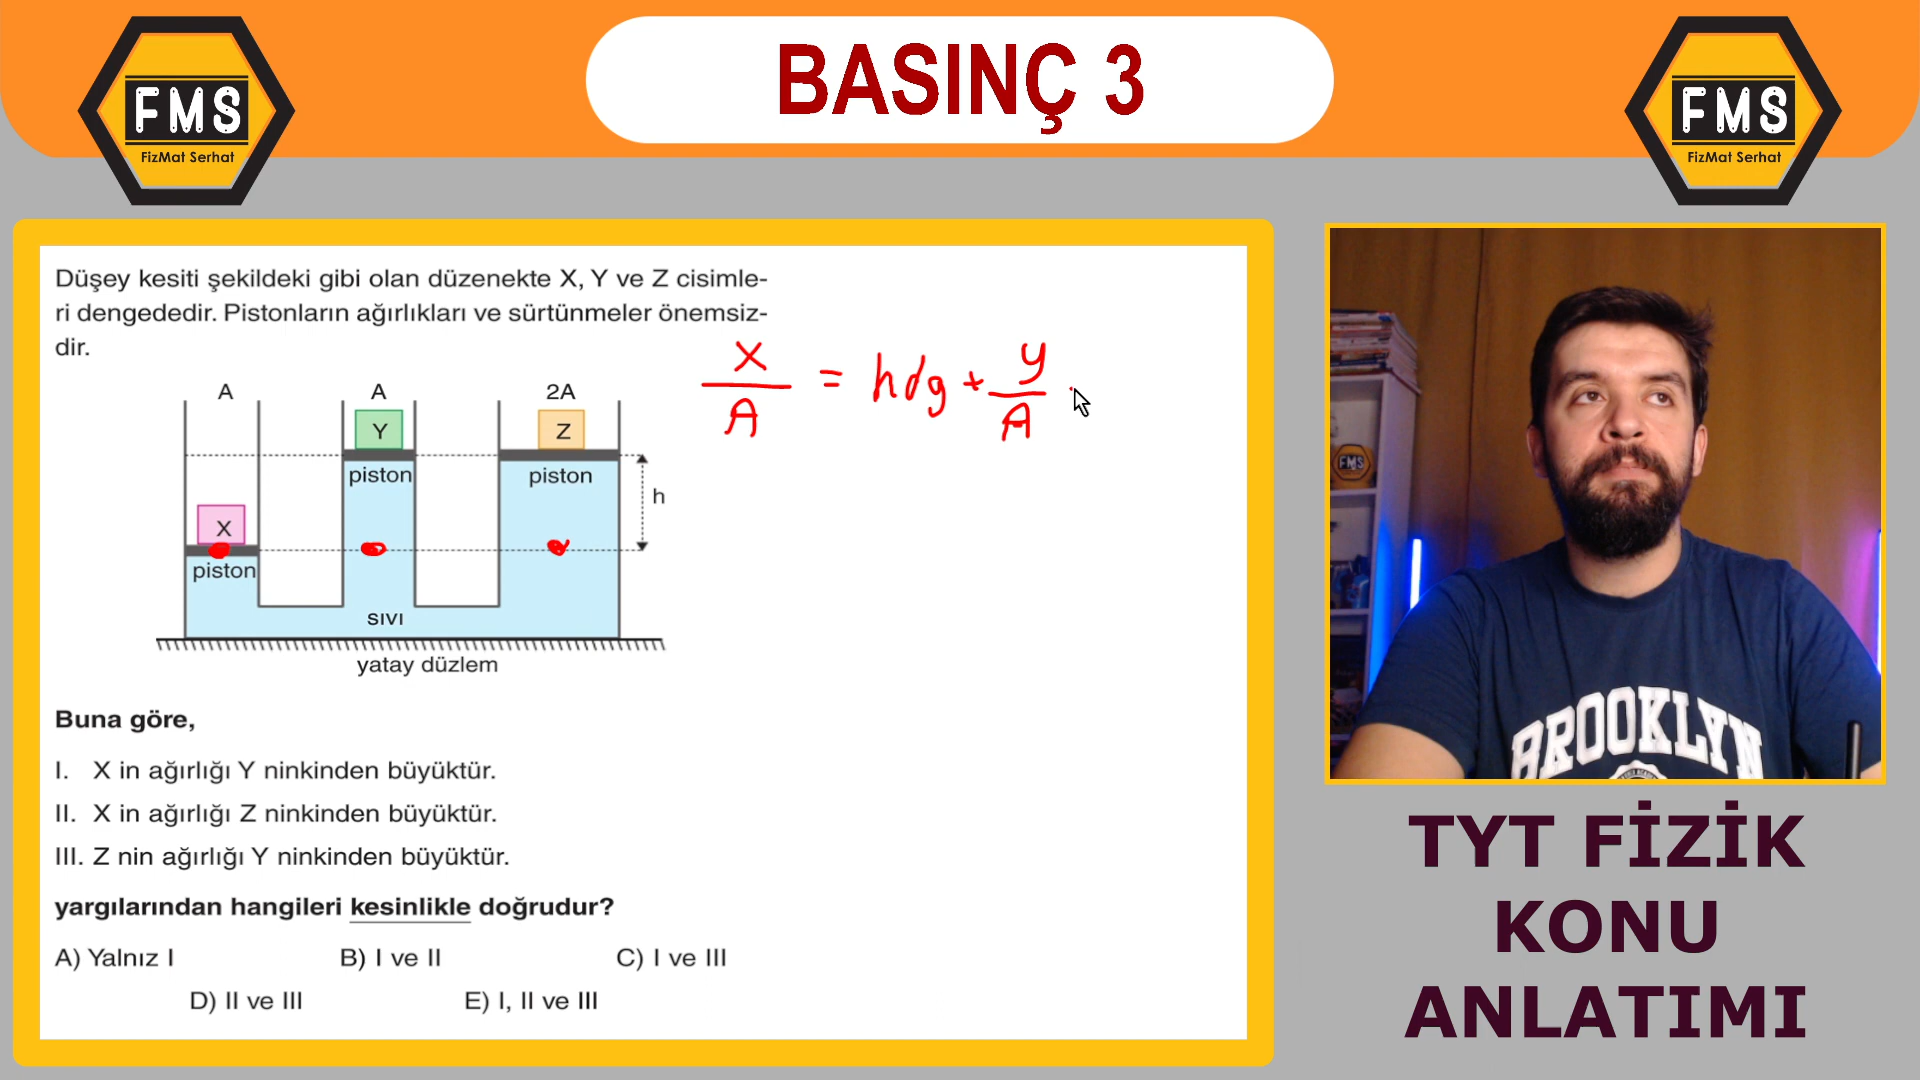 BASINÇ 3
FMS
FizMat Serhat
FMS
FizMat Serhat
Düşey kesiti şekildeki gibi olan düzenekte X, Y ve Z cisimle-
ri dengededir. Pistonların ağırlıkları ve sürtünmeler önemsiz-
dir.
A A 2A
Y Z
piston piston
h
X
piston
SIVI
yatay düzlem
X/A = hdg + y/A
Buna göre,
I. X in ağırlığı Y ninkinden büyüktür.
II. X in ağırlığı Z ninkinden büyüktür.
III. Z nin ağırlığı Y ninkinden büyüktür.
yargılarından hangileri kesinlikle doğrudur?
A) Yalnız I B) I ve II C) I ve III
D) II ve III E) I, II ve III
FMS
BROOKLYN
TYT FİZİK
KONU
ANLATIMI